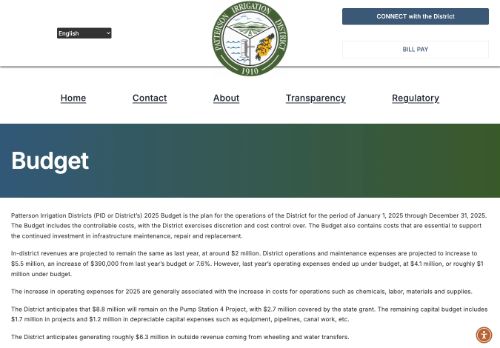 English
PATTERSON IRRIGATION DISTRICT
1910
CONNECT with the District
BILL PAY
Home Contact About Transparency Regulatory
Budget
Patterson Irrigation Districts (PID or District's) 2025 Budget is the plan for the operations of the District for the period of January 1, 2025 through December 31, 2025.
The Budget includes the controllable costs, with the District exercises discretion and cost control over. The Budget also contains costs that are essential to support
the continued investment in infrastructure maintenance, repair and replacement.
In-district revenues are projected to remain the same as last year, at around $2 million. District operations and maintenance expenses are projected to increase to
$5.5 million, an increase of $390,000 from last year's budget or 7.6%. However, last year's operating expenses ended up under budget, at $4.1 million, or roughly $1
million under budget.
The increase in operating expenses for 2025 are generally associated with the increase in costs for operations such as chemicals, labor, materials and supplies.
The District anticipates that $8.8 million will remain on the Pump Station 4 Project, with $2.7 million covered by the state grant. The remaining capital budget includes
$1.7 million in projects and $1.2 million in depreciable capital expenses such as equipment, pipelines, canal work, etc.
The District anticipates generating roughly $6.3 million in outside revenue coming from wheeling and water transfers.